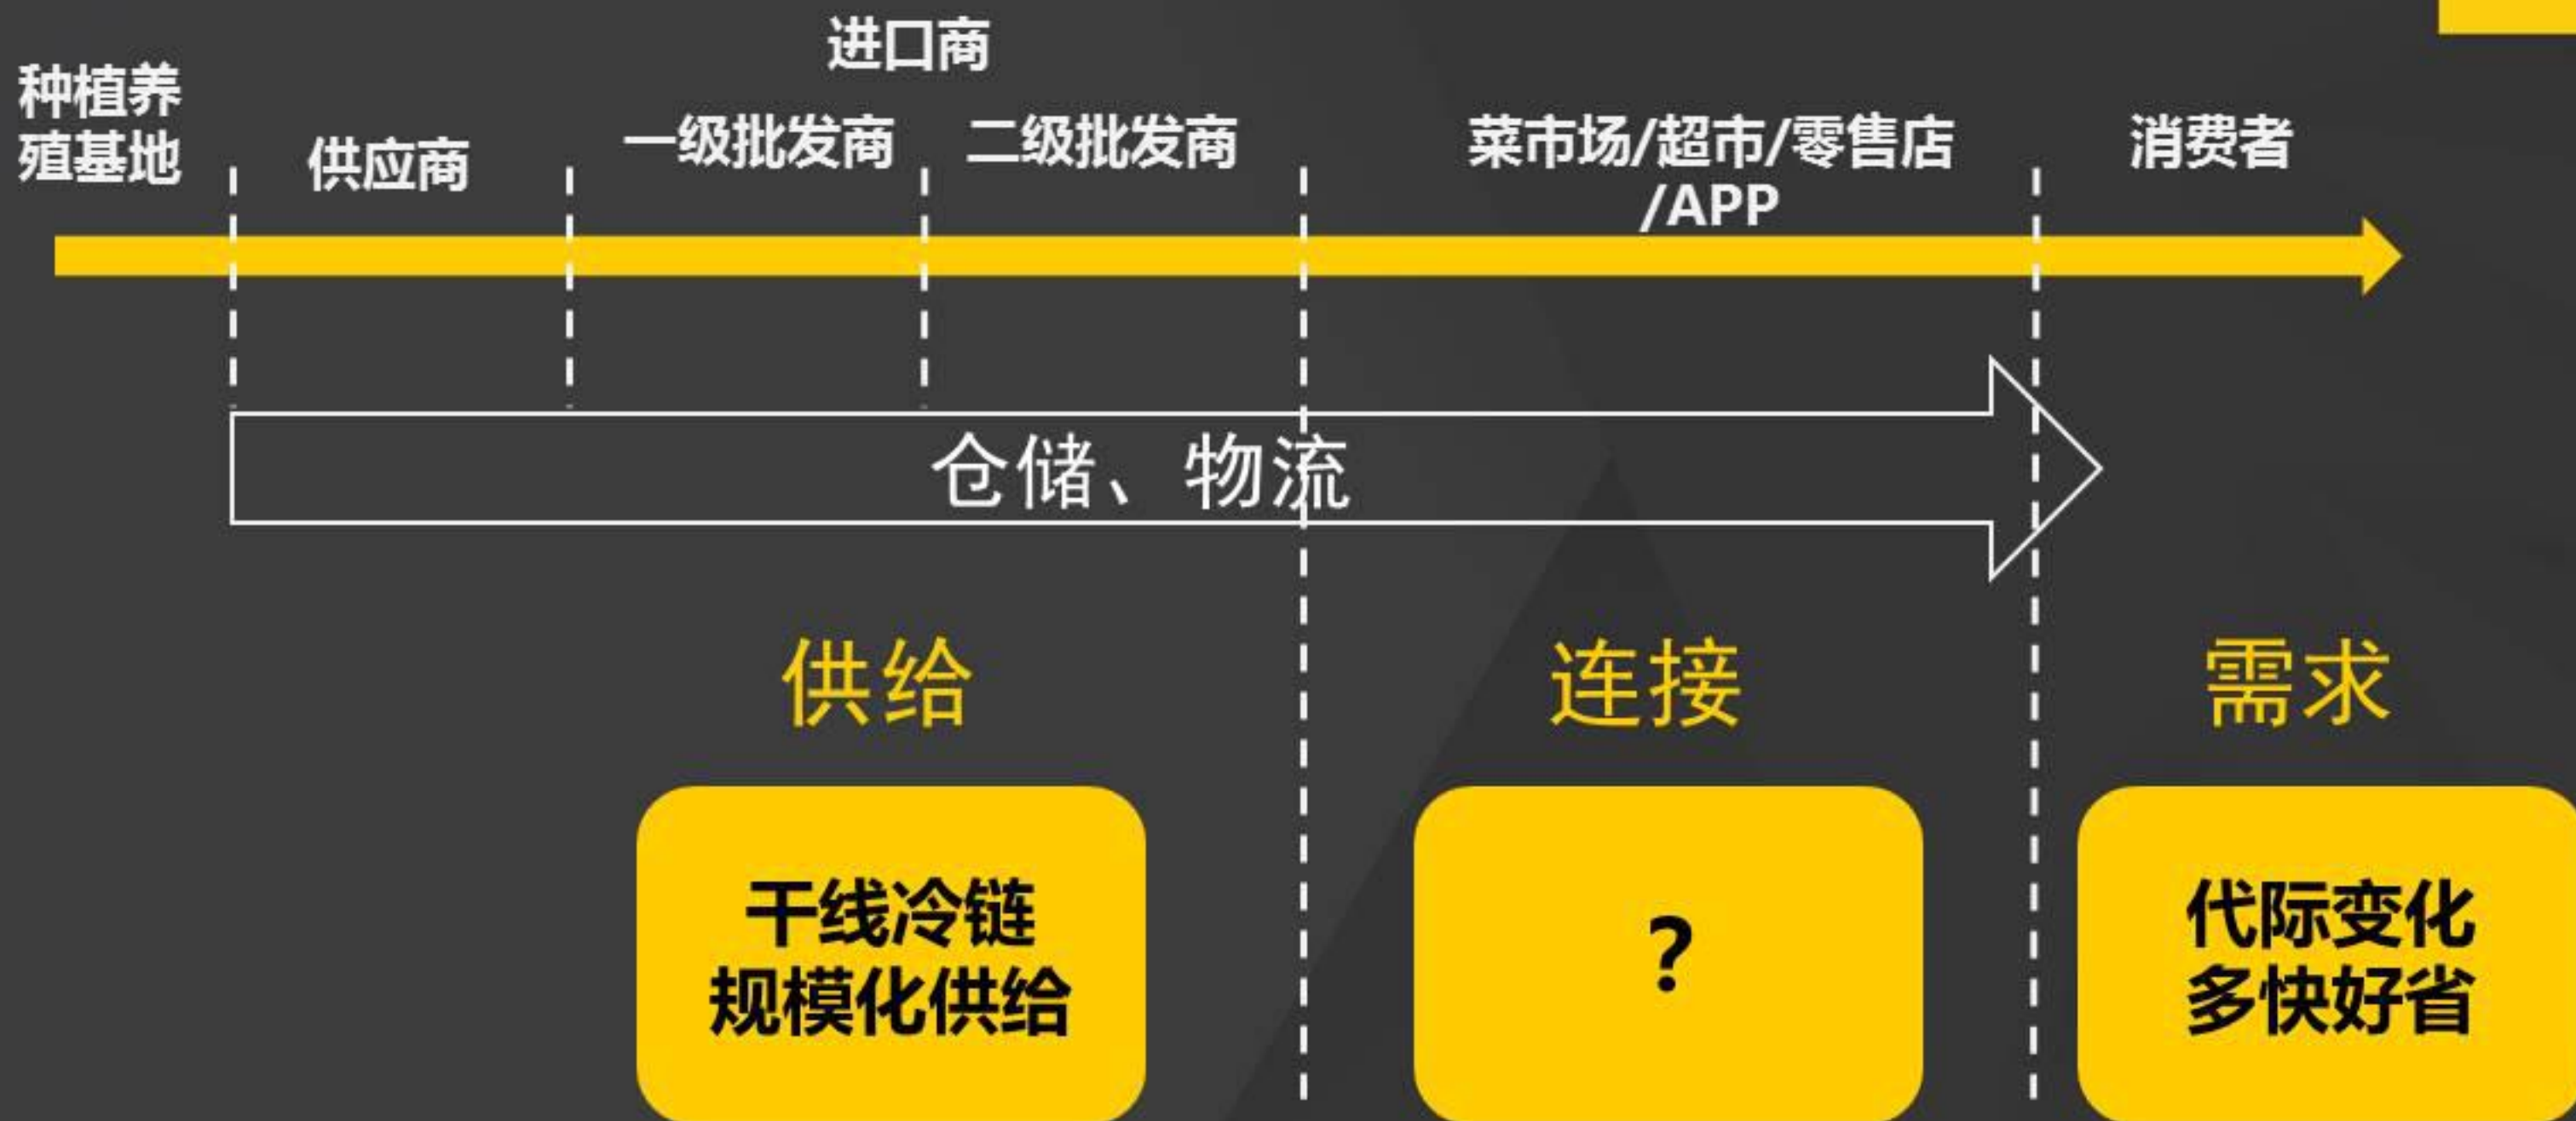 进口商
种植养
殖基地
供应商
一级批发商
二级批发商
菜市场/超市/零售店
/APP
消费者
仓储、物流
供给
连接
需求
干线冷链
规模化供给
?
代际变化
多快好省